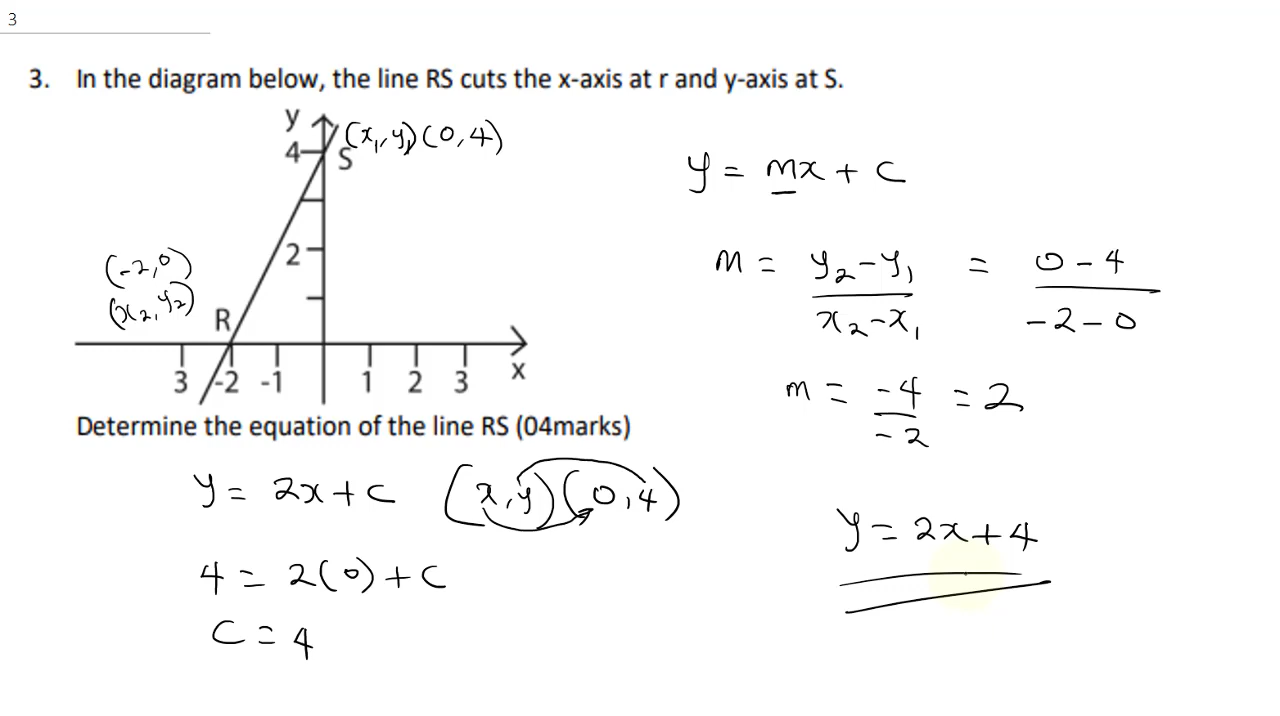 3
3. In the diagram below, the line RS cuts the x-axis at r and y-axis at S.
y
(x₁, y₁) (0, 4)
4
S
2
(-2, 0)
(x₂, y₂)
R
3 -2 -1 1 2 3 x
Determine the equation of the line RS (04marks)
y = 2x + c (x, y) (0, 4)
4 = 2(0) + c
c = 4
y = mx + c
m = y₂ - y₁ / x₂ - x₁ = 0 - 4 / -2 - 0
m = -4 / -2 = 2
y = 2x + 4